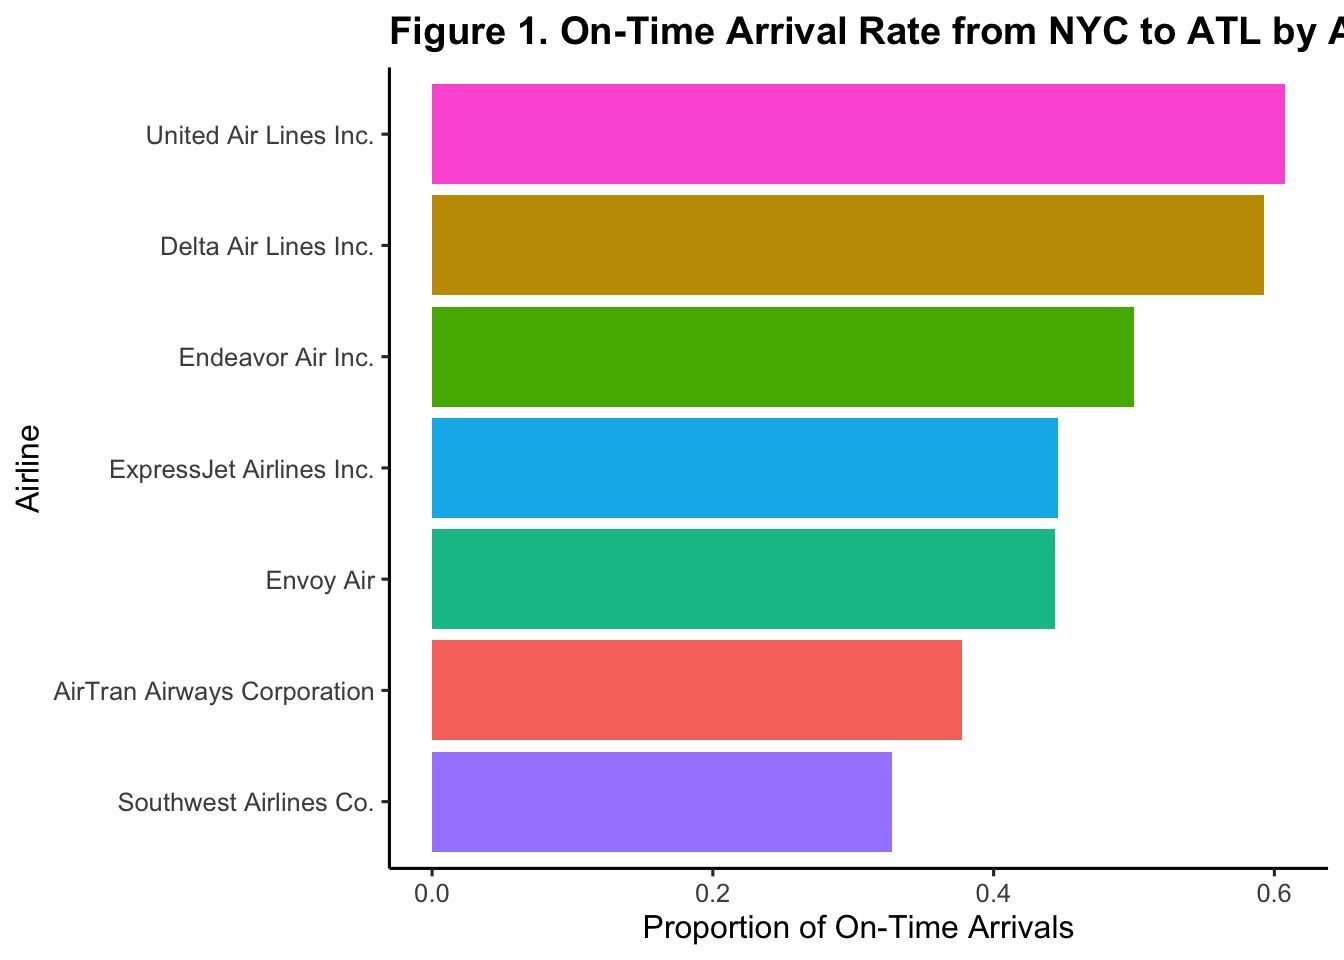 Figure 1. On-Time Arrival Rate from NYC to ATL by A
United Air Lines Inc.
Delta Air Lines Inc.
Endeavor Air Inc.
ExpressJet Airlines Inc.
Envoy Air
AirTran Airways Corporation
Southwest Airlines Co.
Airline
0.0 0.2 0.4 0.6
Proportion of On-Time Arrivals